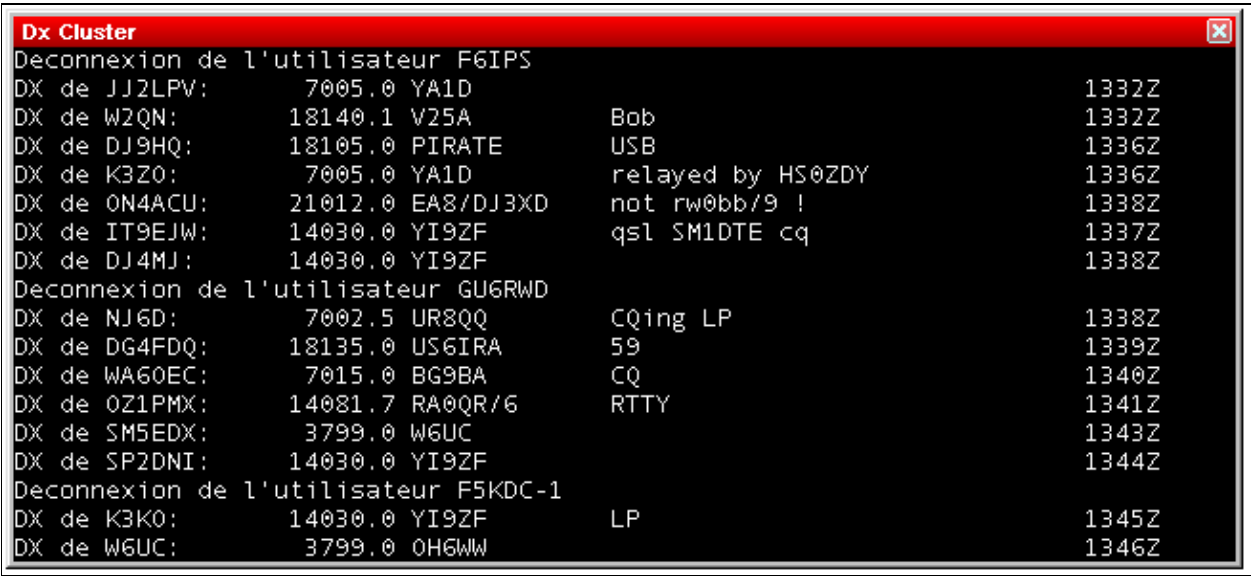 Dx Cluster
Deconnexion de l'utilisateur F6IPS
DX de JJ2LPV: 7005.0 YA1D 1332Z
DX de W2QN: 18140.1 V25A Bob 1332Z
DX de DJ9HQ: 18105.0 PIRATE USB 1336Z
DX de K3ZO: 7005.0 YA1D relayed by HS0ZDY 1336Z
DX de ON4ACU: 21012.0 EA8/DJ3XD not rw0bb/9 ! 1338Z
DX de IT9EJW: 14030.0 YI9ZF qsl SM1DTE cq 1337Z
DX de DJ4MJ: 14030.0 YI9ZF 1338Z
Deconnexion de l'utilisateur GU6RWD
DX de NJ6D: 7002.5 UR8QQ CQing LP 1338Z
DX de DG4FDQ: 18135.0 US6IRA 59 1339Z
DX de WA6OEC: 7015.0 BG9BA CQ 1340Z
DX de OZ1PMX: 14081.7 RA0QR/6 RTTY 1341Z
DX de SM5EDX: 3799.0 W6UC 1343Z
DX de SP2DNI: 14030.0 YI9ZF 1344Z
Deconnexion de l'utilisateur F5KDC-1
DX de K3KO: 14030.0 YI9ZF LP 1345Z
DX de W6UC: 3799.0 OH6WW 1346Z